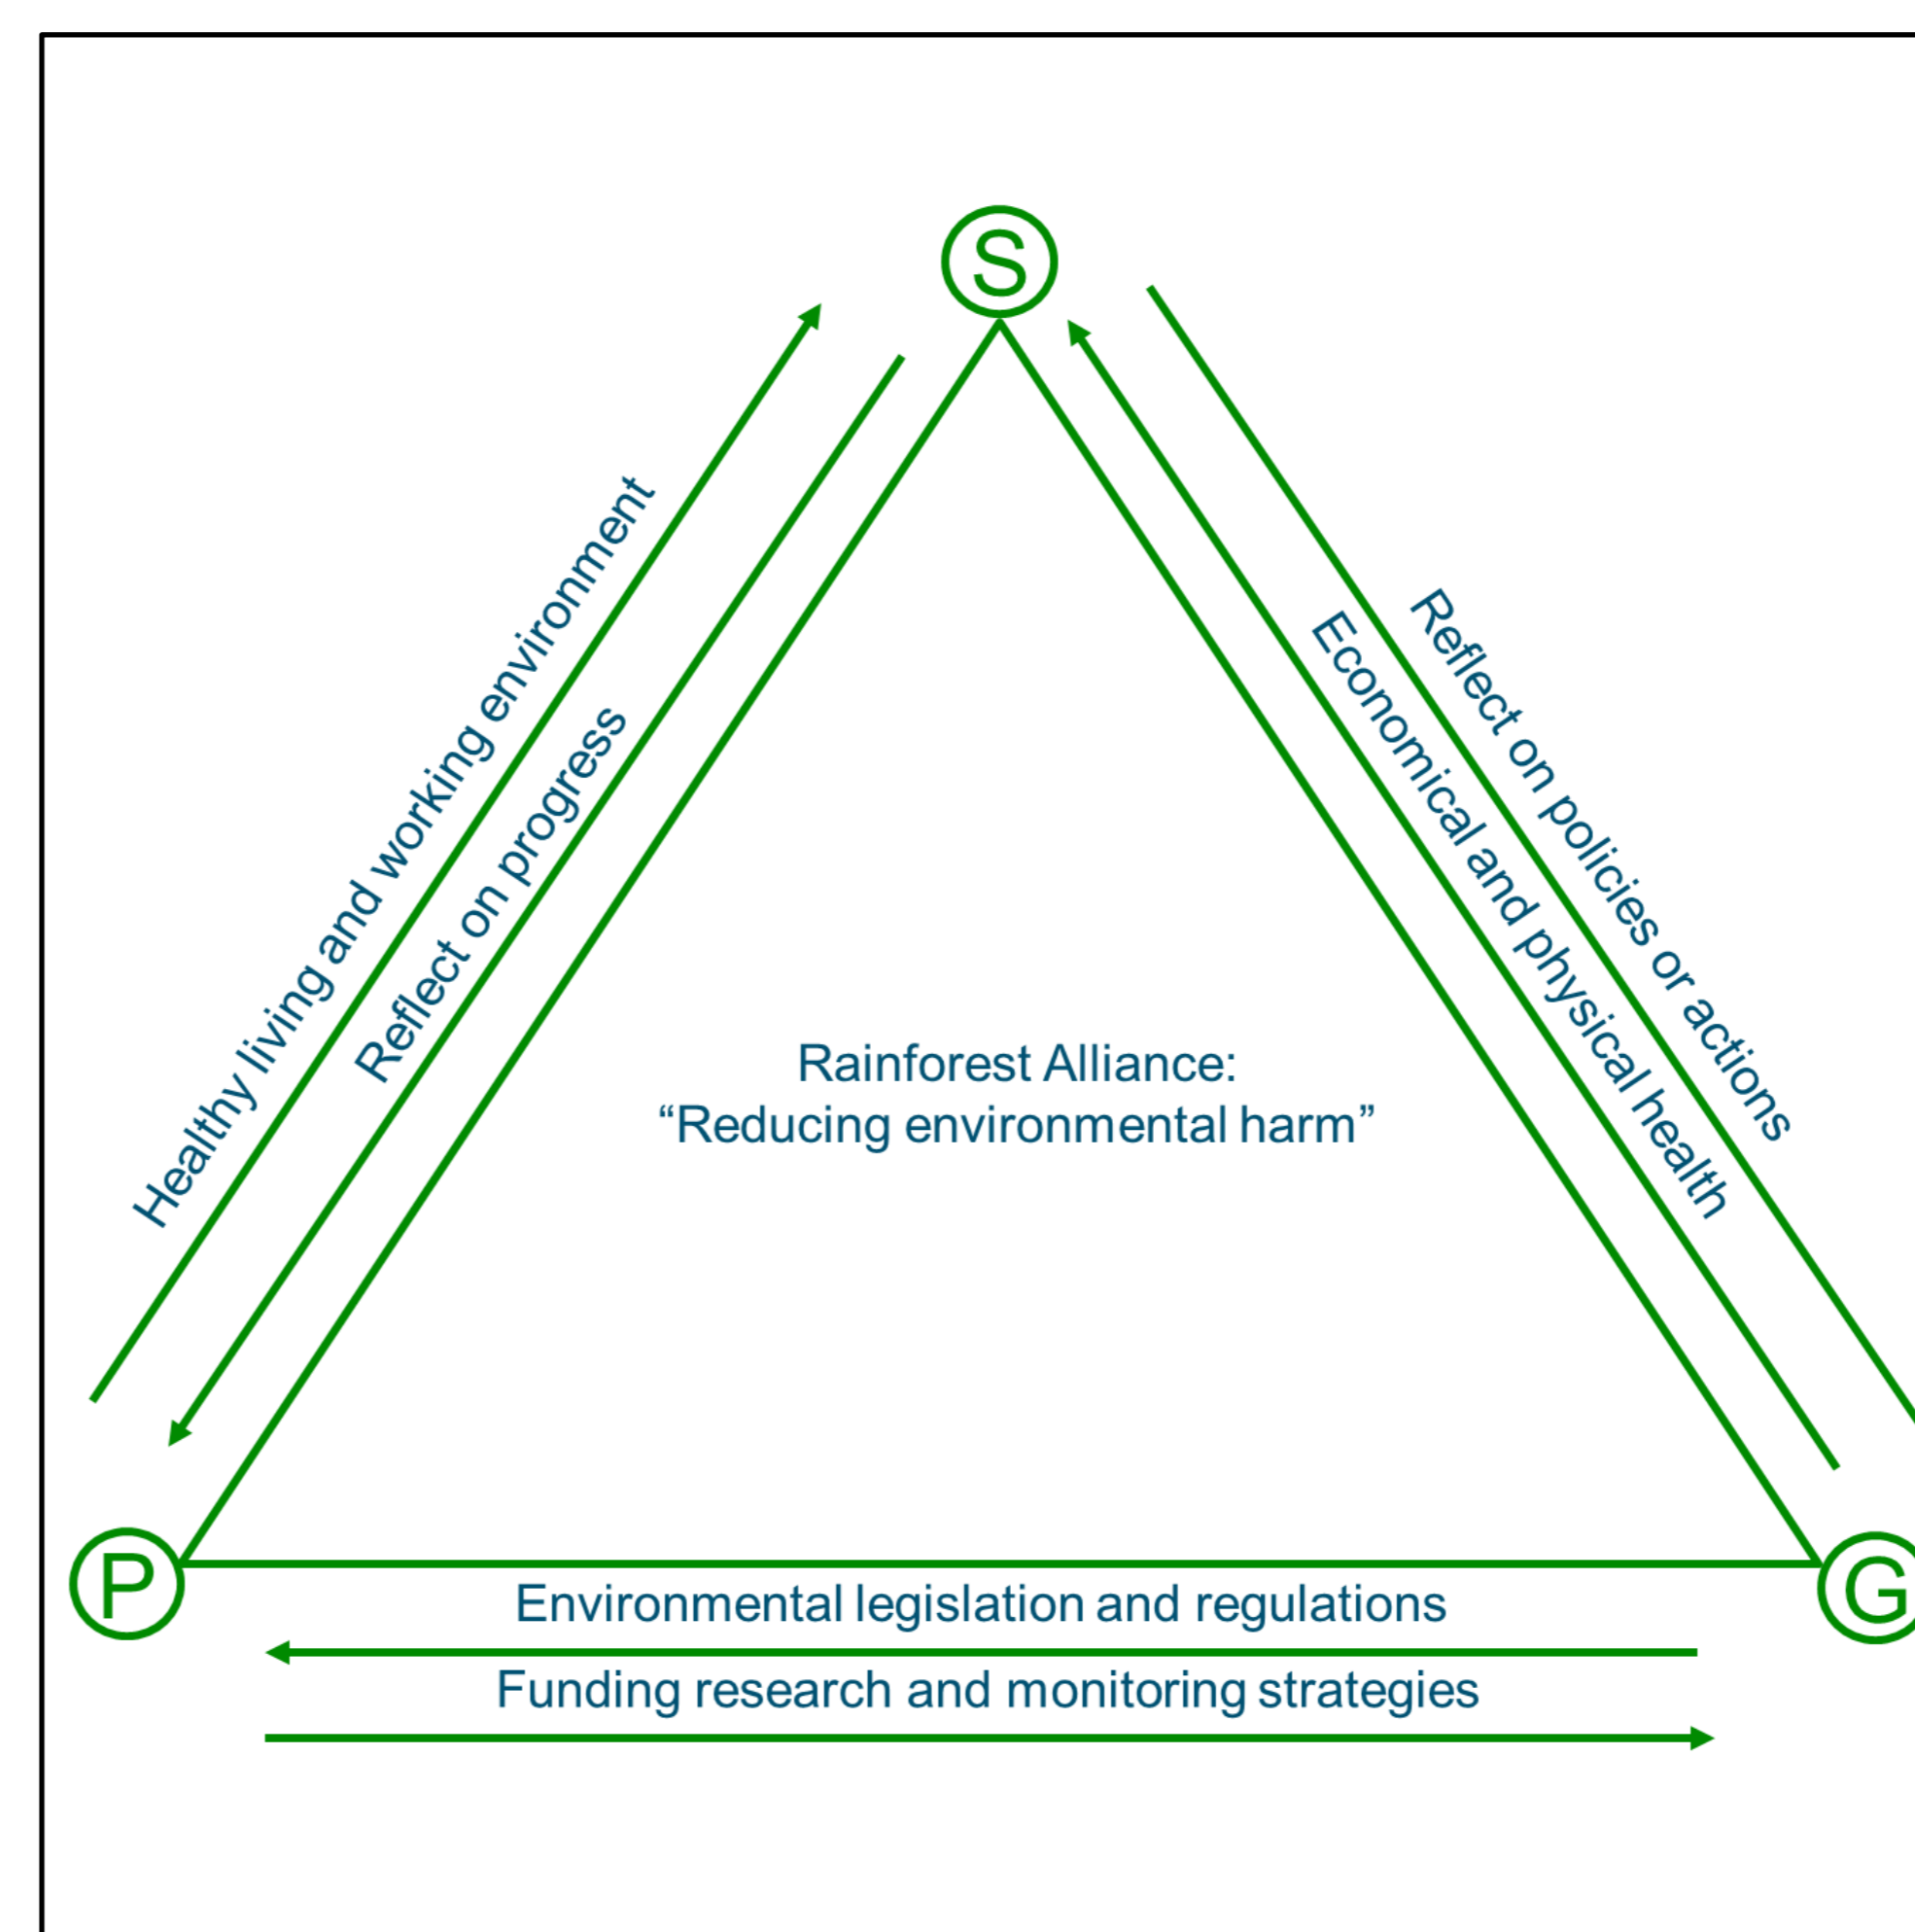 S
Healthy living and working environment
Reflect on progress
Economical and physical health
Reflect on policies or actions
Rainforest Alliance:
“Reducing environmental harm”
P
G
Environmental legislation and regulations
Funding research and monitoring strategies